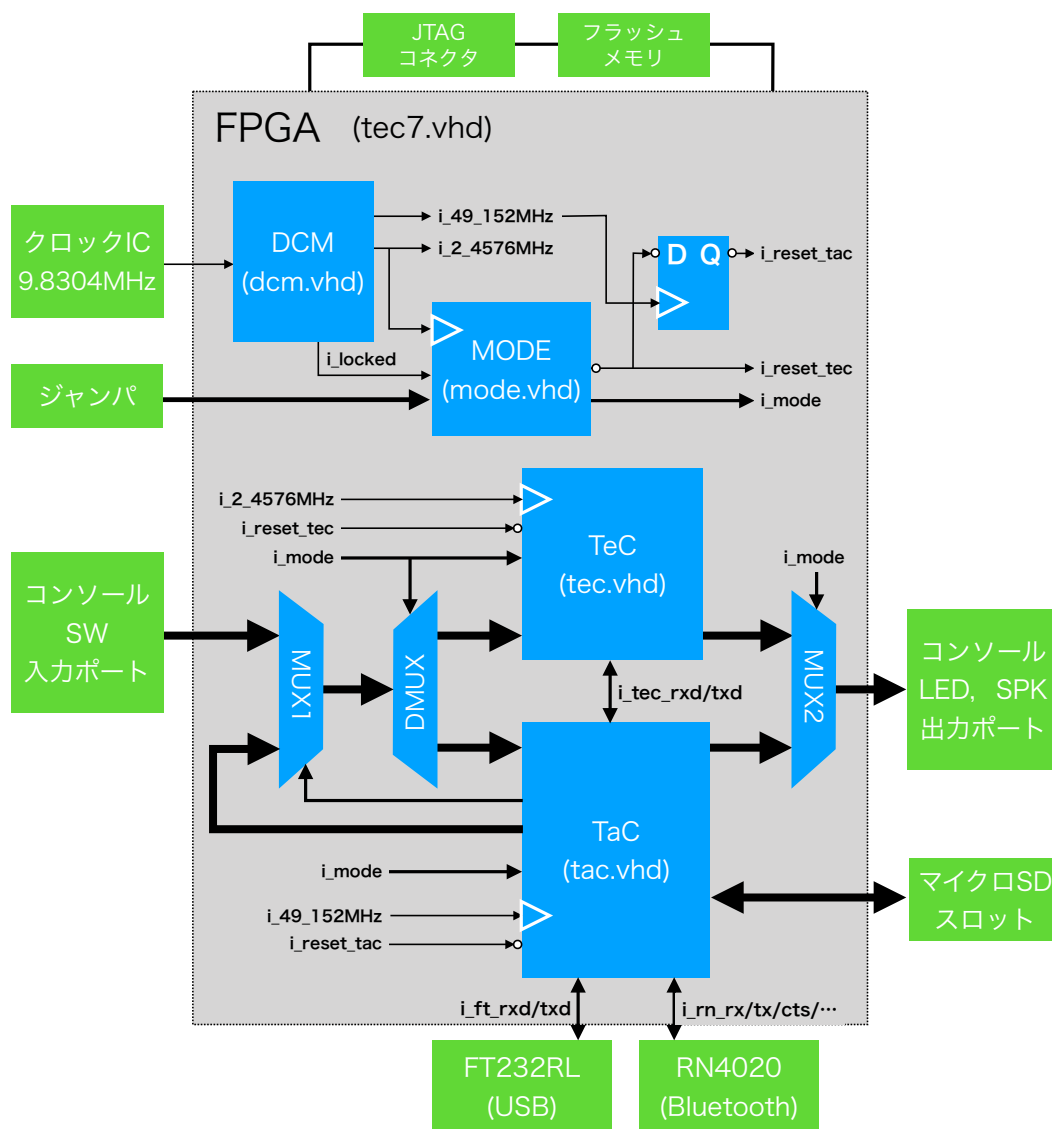 JTAG
コネクタ
フラッシュ
メモリ
FPGA (tec7.vhd)
クロックIC
9.8304MHz
DCM
(dcm.vhd)
i_49_152MHz
i_2_4576MHz
D Q
i_reset_tac
i_locked
MODE
(mode.vhd)
i_reset_tec
i_mode
ジャンパ
i_2_4576MHz
i_reset_tec
i_mode
TeC
(tec.vhd)
i_mode
コンソール
SW
入力ポート
MUX1
DMUX
MUX2
コンソール
LED, SPK
出力ポート
i_tec_rxd/txd
TaC
(tac.vhd)
i_mode
i_49_152MHz
i_reset_tac
マイクロSD
スロット
i_ft_rxd/txd
i_rn_rx/tx/cts/…
FT232RL
(USB)
RN4020
(Bluetooth)